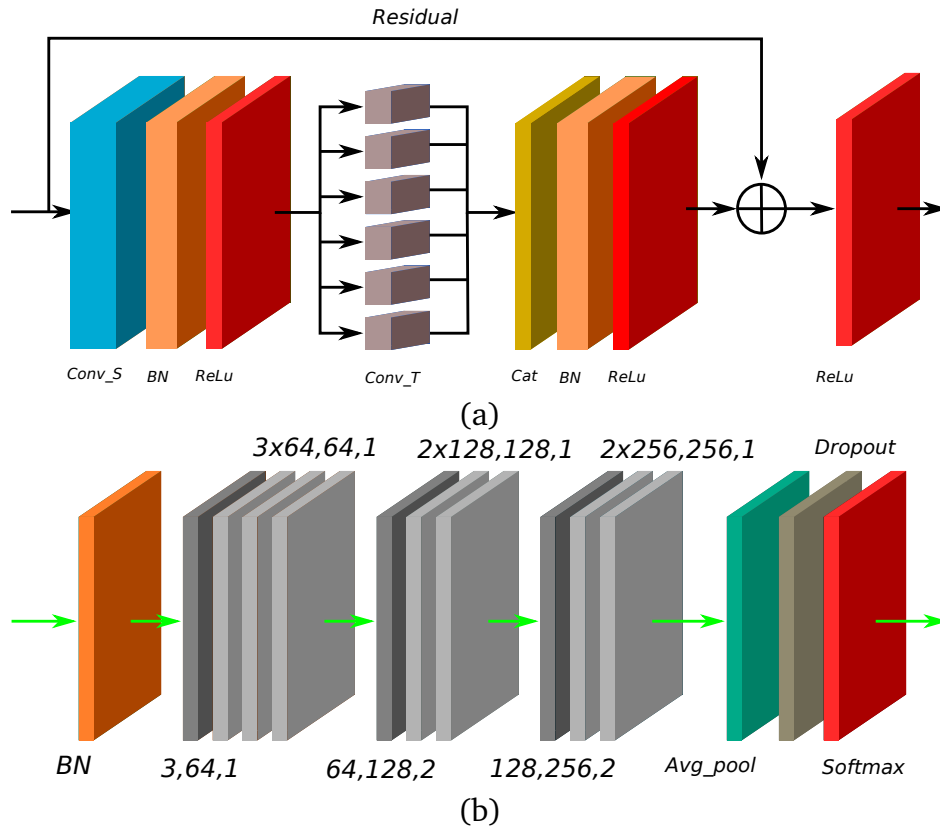 Residual
Conv_S BN ReLu Conv_T Cat BN ReLu ReLu
(a)
3x64,64,1 2x128,128,1 2x256,256,1 Dropout
BN 3,64,1 64,128,2 128,256,2 Avg_pool Softmax
(b)